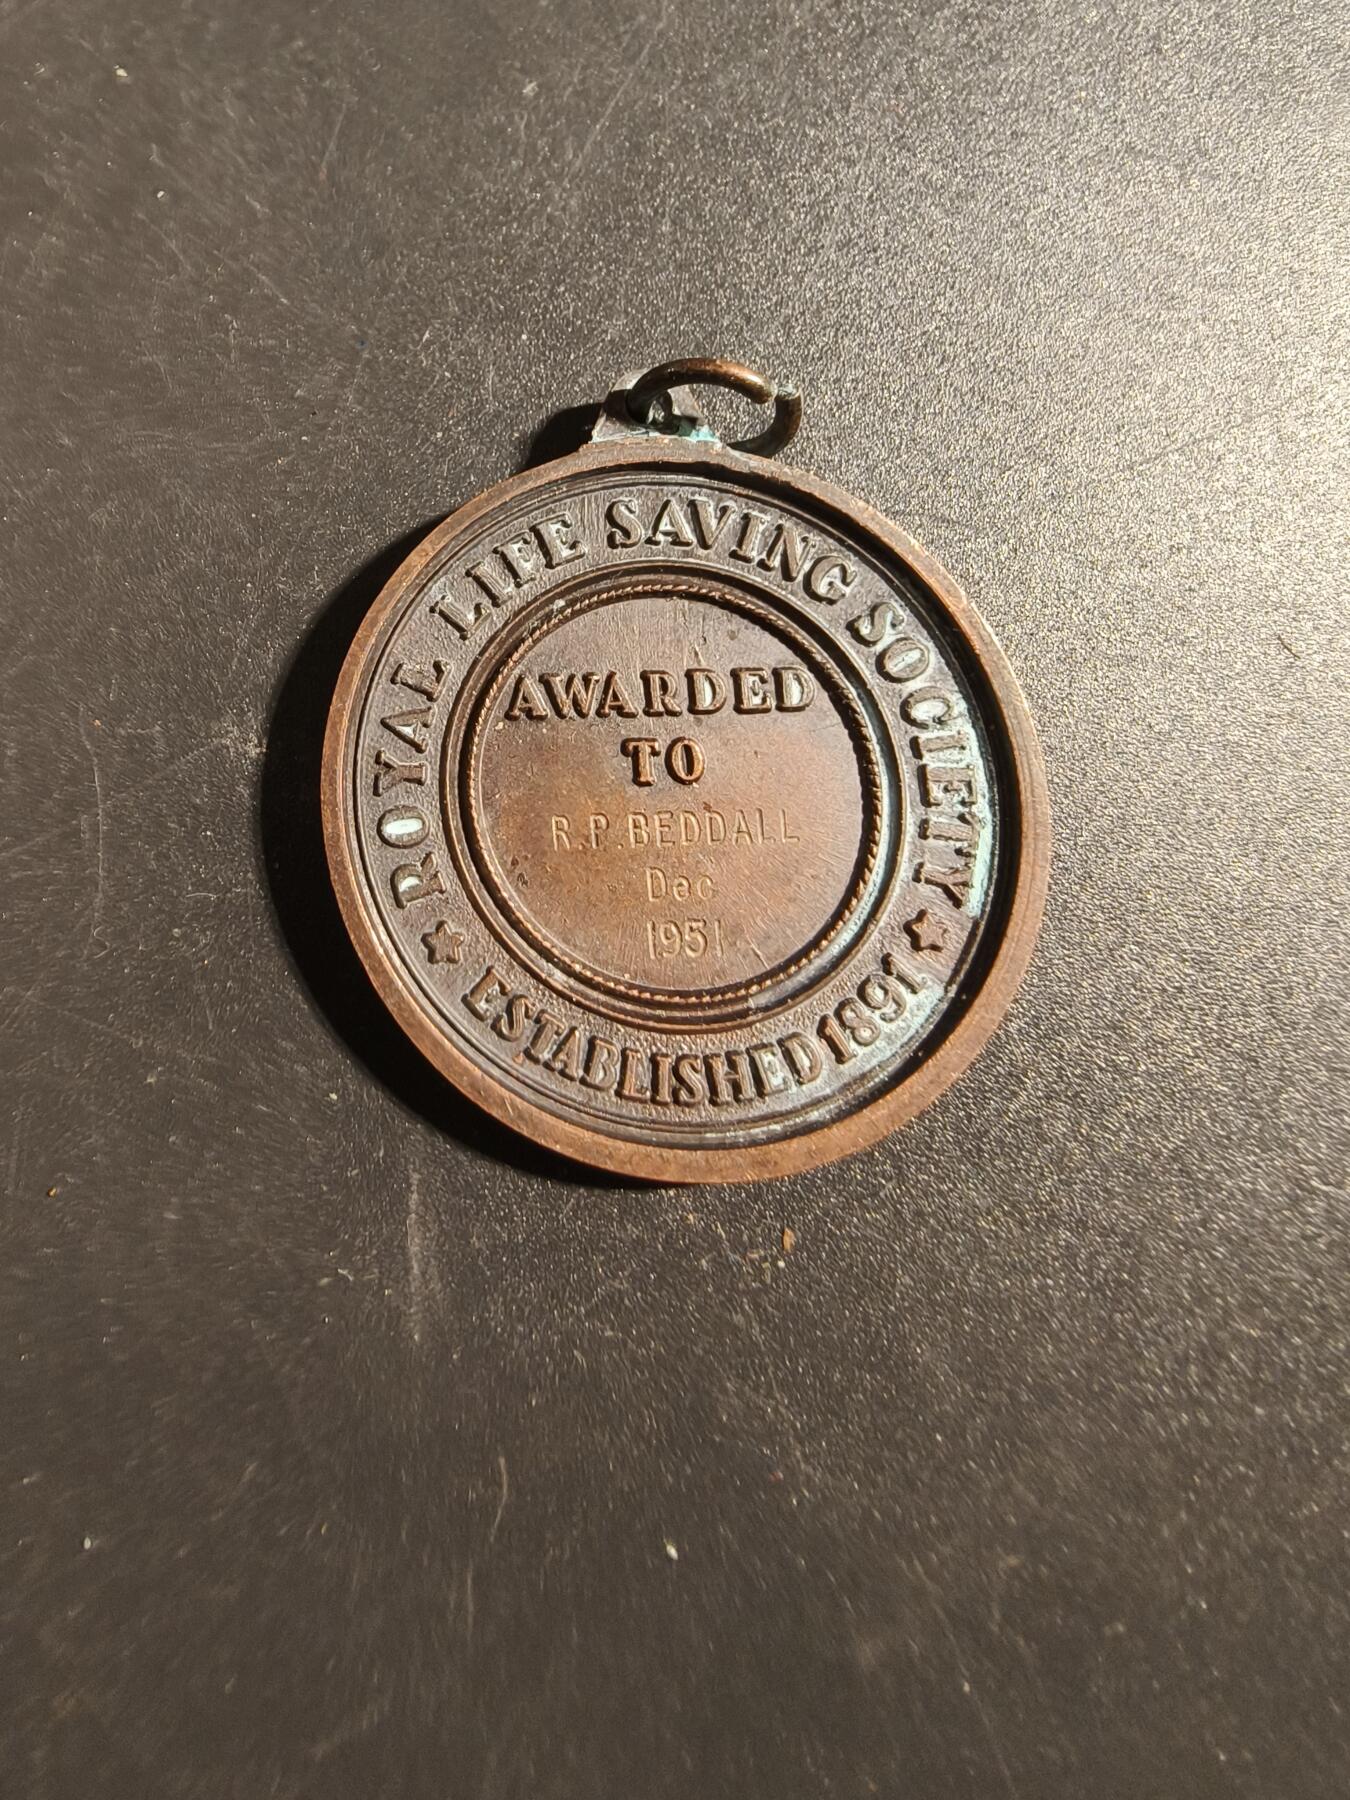 ROYAL LIFE SAVING SOCIETY
AWARDED
TO
R.P. BEDDALL
Dec
1951
ESTABLISHED 1891